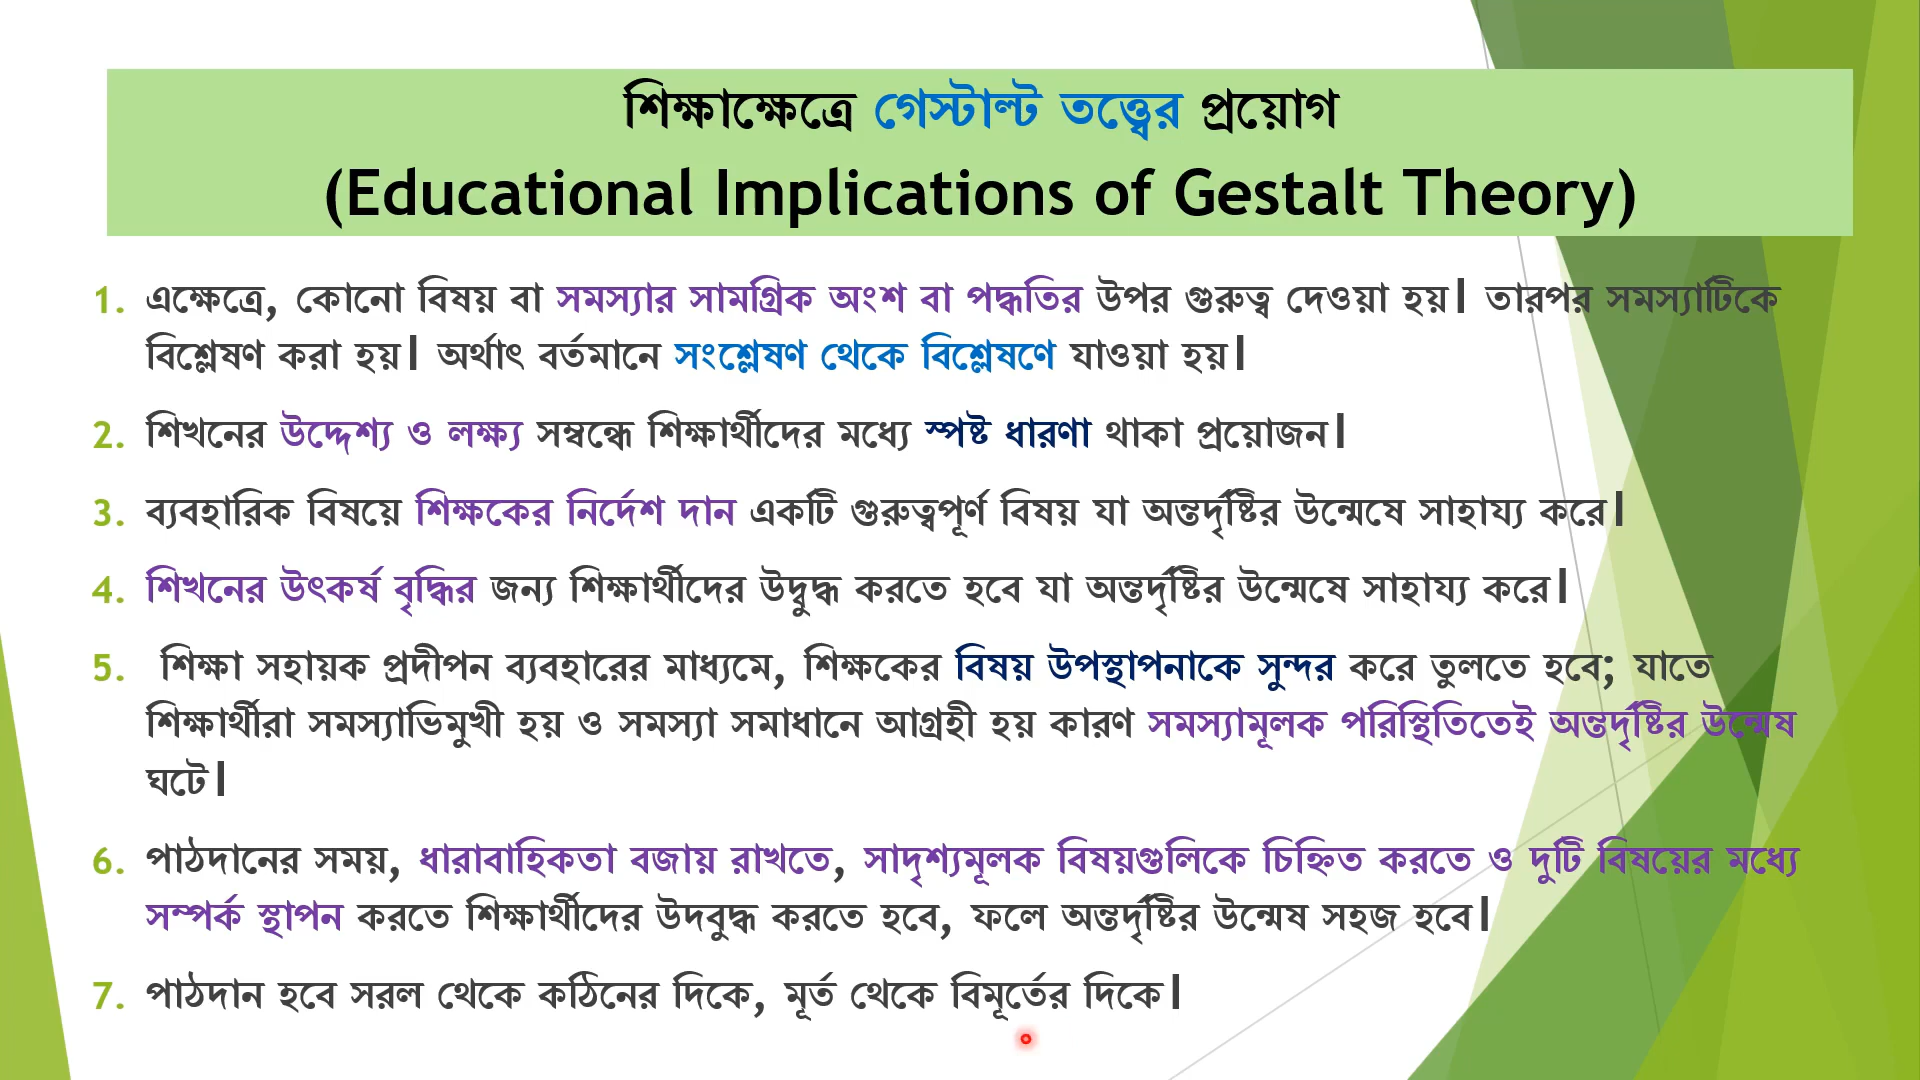 শিক্ষাক্ষেত্রে গেস্টাল্ট তত্ত্বের প্রয়োগ
(Educational Implications of Gestalt Theory)
1. এক্ষেত্রে, কোনো বিষয় বা সমস্যার সামগ্রিক অংশ বা পদ্ধতির উপর গুরুত্ব দেওয়া হয়। তারপর সমস্যাটিকে
বিশ্লেষণ করা হয়। অর্থাৎ বর্তমানে সংশ্লেষণ থেকে বিশ্লেষণে যাওয়া হয়।
2. শিখনের উদ্দেশ্য ও লক্ষ্য সম্বন্ধে শিক্ষার্থীদের মধ্যে স্পষ্ট ধারণা থাকা প্রয়োজন।
3. ব্যবহারিক বিষয়ে শিক্ষকের নির্দেশ দান একটি গুরুত্বপূর্ণ বিষয় যা অন্তর্দৃষ্টির উন্মেষে সাহায্য করে।
4. শিখনের উৎকর্ষ বৃদ্ধির জন্য শিক্ষার্থীদের উদ্বুদ্ধ করতে হবে যা অন্তর্দৃষ্টির উন্মেষে সাহায্য করে।
5. শিক্ষা সহায়ক প্রদীপন ব্যবহারের মাধ্যমে, শিক্ষকের বিষয় উপস্থাপনাকে সুন্দর করে তুলতে হবে; যাতে
শিক্ষার্থীরা সমস্যাভিমুখী হয় ও সমস্যা সমাধানে আগ্রহী হয় কারণ সমস্যামূলক পরিস্থিতিতেই অন্তর্দৃষ্টির উন্মেষ
ঘটে।
6. পাঠদানের সময়, ধারাবাহিকতা বজায় রাখতে, সাদৃশ্যমূলক বিষয়গুলিকে চিহ্নিত করতে ও দুটি বিষয়ের মধ্যে
সম্পর্ক স্থাপন করতে শিক্ষার্থীদের উদবুদ্ধ করতে হবে, ফলে অন্তর্দৃষ্টির উন্মেষ সহজ হবে।
7. পাঠদান হবে সরল থেকে কঠিনের দিকে, মূর্ত থেকে বিমূর্তের দিকে।